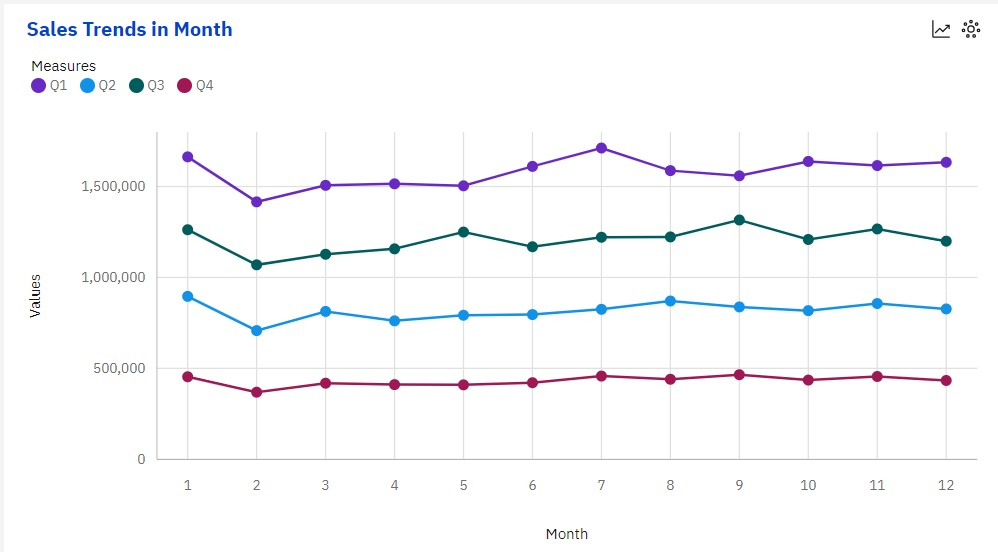 Sales Trends in Month
Measures
Q1 Q2 Q3 Q4
Values
1,500,000
1,000,000
500,000
0
1 2 3 4 5 6 7 8 9 10 11 12
Month